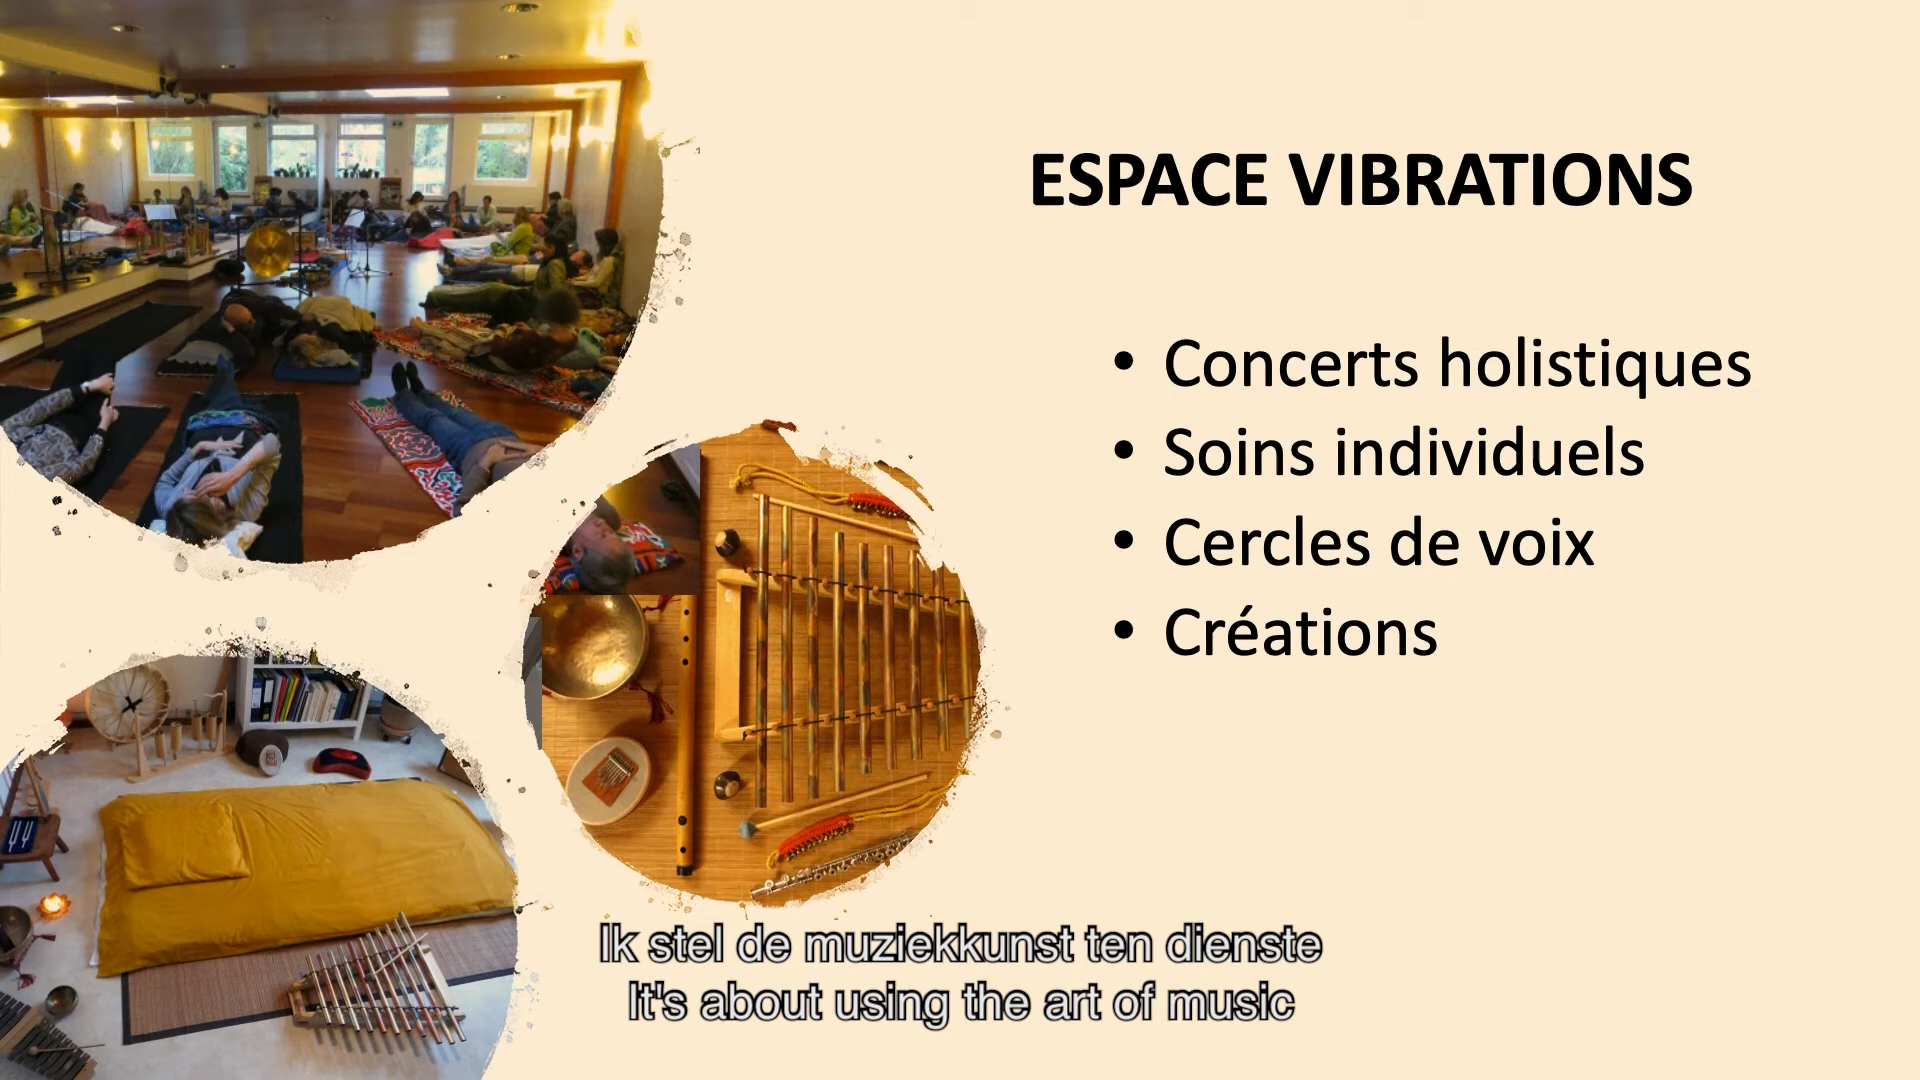 ESPACE VIBRATIONS
• Concerts holistiques
• Soins individuels
• Cercles de voix
• Créations
Ik stel de muziekkunst ten dienste
It's about using the art of music